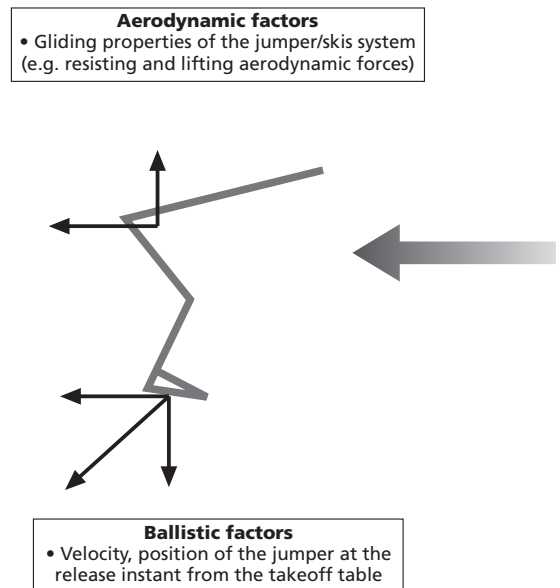 Aerodynamic factors
• Gliding properties of the jumper/skis system
(e.g. resisting and lifting aerodynamic forces)
Ballistic factors
• Velocity, position of the jumper at the
release instant from the takeoff table